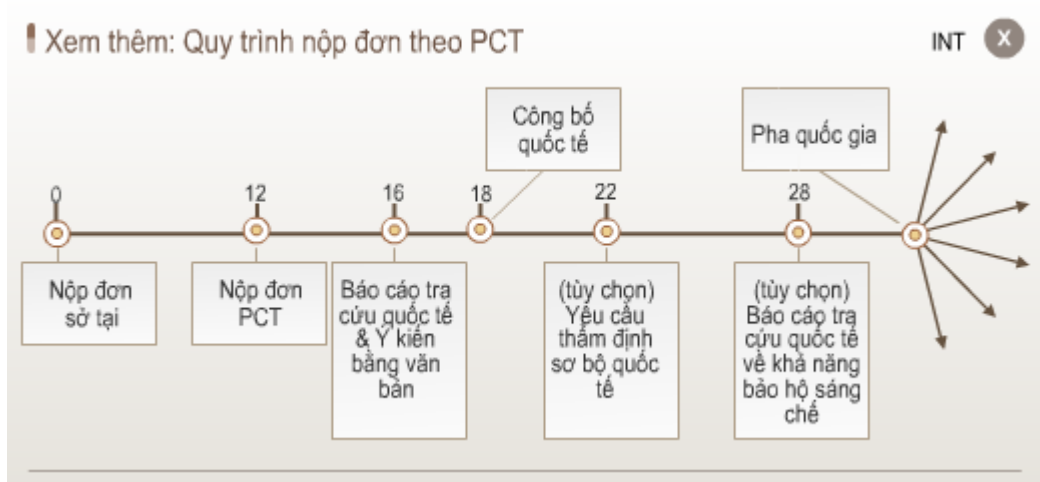 Xem thêm: Quy trình nộp đơn theo PCT
INT
X
Công bố
quốc tế
Pha quốc gia
0
12
16
18
22
28
Nộp đơn
sở tại
Nộp đơn
PCT
Báo cáo tra
cứu quốc tế
& Ý kiến
bằng văn
bản
(tùy chọn)
Yêu cầu
thẩm định
sơ bộ quốc
tế
(tùy chọn)
Báo cáo tra
cứu quốc tế
về khả năng
bảo hộ sáng
chế